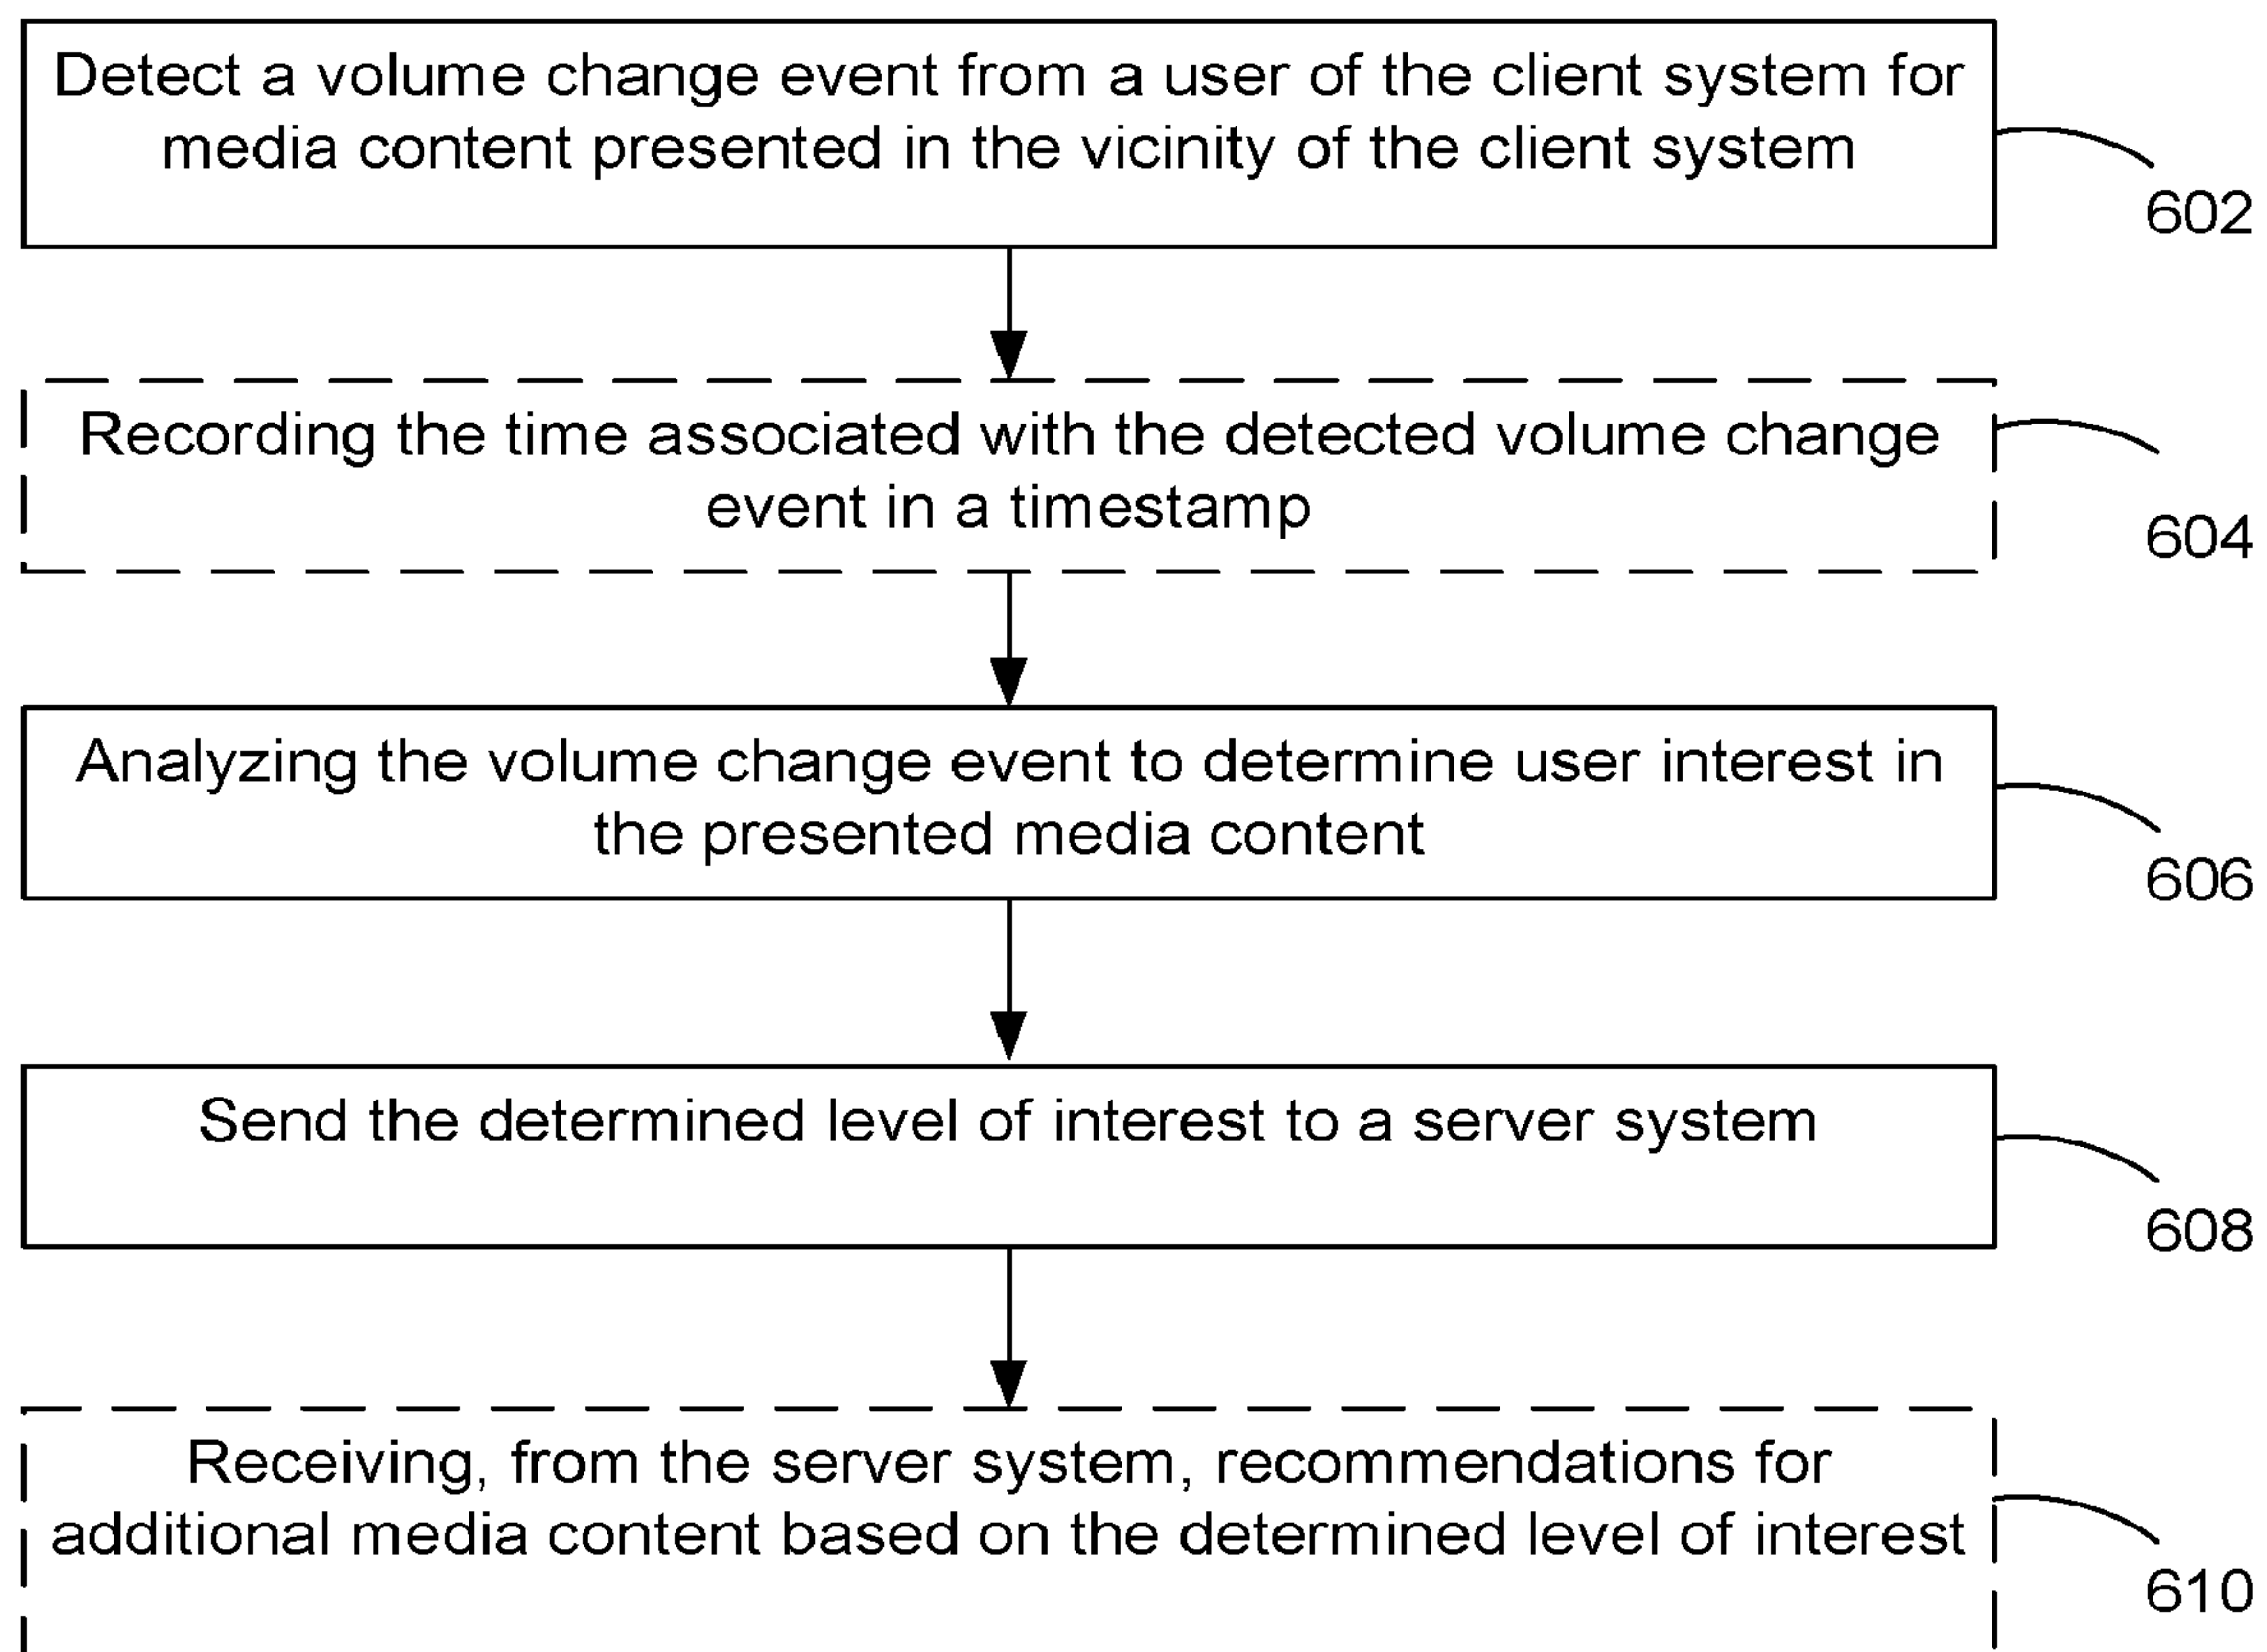 Detect a volume change event from a user of the client system for
media content presented in the vicinity of the client system
602
Recording the time associated with the detected volume change
event in a timestamp
604
Analyzing the volume change event to determine user interest in
the presented media content
606
Send the determined level of interest to a server system
608
Receiving, from the server system, recommendations for
additional media content based on the determined level of interest
610